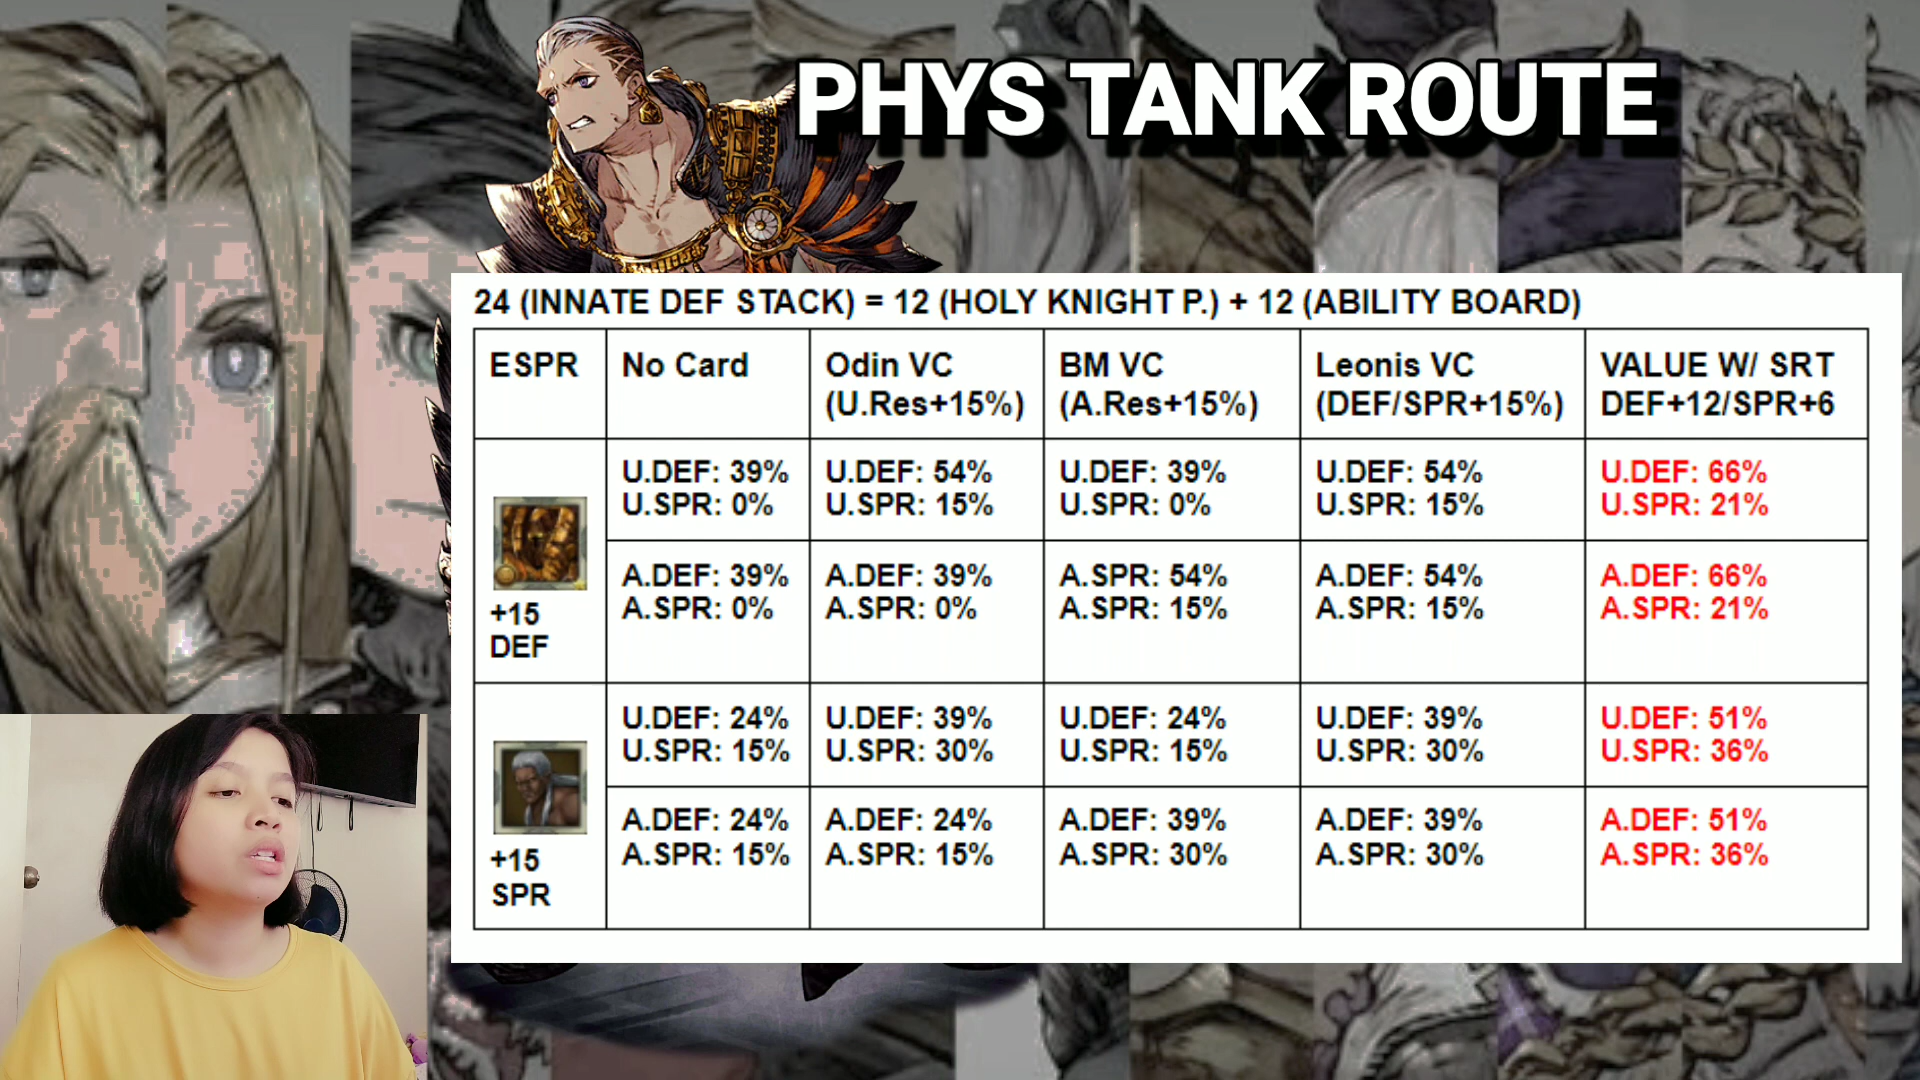 PHYS TANK ROUTE
24 (INNATE DEF STACK) = 12 (HOLY KNIGHT P.) + 12 (ABILITY BOARD)
ESPR
No Card
Odin VC
(U.Res+15%)
BM VC
(A.Res+15%)
Leonis VC
(DEF/SPR+15%)
VALUE W/ SRT
DEF+12/SPR+6
+15
DEF
U.DEF: 39%
U.SPR: 0%
U.DEF: 54%
U.SPR: 15%
U.DEF: 39%
U.SPR: 0%
U.DEF: 54%
U.SPR: 15%
U.DEF: 66%
U.SPR: 21%
A.DEF: 39%
A.SPR: 0%
A.DEF: 39%
A.SPR: 0%
A.SPR: 54%
A.SPR: 15%
A.DEF: 54%
A.SPR: 15%
A.DEF: 66%
A.SPR: 21%
+15
SPR
U.DEF: 24%
U.SPR: 15%
U.DEF: 39%
U.SPR: 30%
U.DEF: 24%
U.SPR: 15%
U.DEF: 39%
U.SPR: 30%
U.DEF: 51%
U.SPR: 36%
A.DEF: 24%
A.SPR: 15%
A.DEF: 24%
A.SPR: 15%
A.DEF: 39%
A.SPR: 30%
A.DEF: 39%
A.SPR: 30%
A.DEF: 51%
A.SPR: 36%